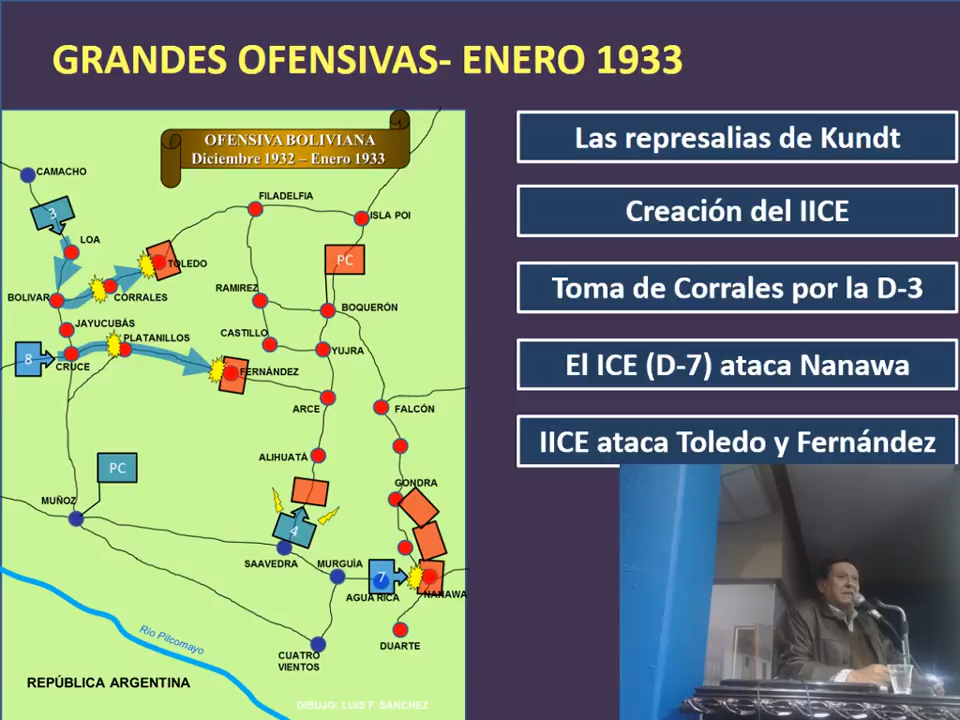 GRANDES OFENSIVAS- ENERO 1933
OFENSIVA BOLIVIANA
Diciembre 1932 – Enero 1933
CAMACHO
3
LOA
FILADELFIA
ISLA POI
TOLEDO
PC
BOLIVAR
CORRALES
RAMIREZ
BOQUERÓN
JAYUCUBÁS
PLATANILLOS
CASTILLO
YUJRA
8
CRUCE
FERNÁNDEZ
ARCE
FALCÓN
ALIHUATÁ
PC
GONDRA
MUÑOZ
4
SAAVEDRA
MURGUÍA
7
AGUA RICA
NANAWA
Rio Pilcomayo
DUARTE
CUATRO
VIENTOS
REPÚBLICA ARGENTINA
DIBUJO: LUIS F. SÁNCHEZ
Las represalias de Kundt
Creación del IICE
Toma de Corrales por la D-3
El ICE (D-7) ataca Nanawa
IICE ataca Toledo y Fernández